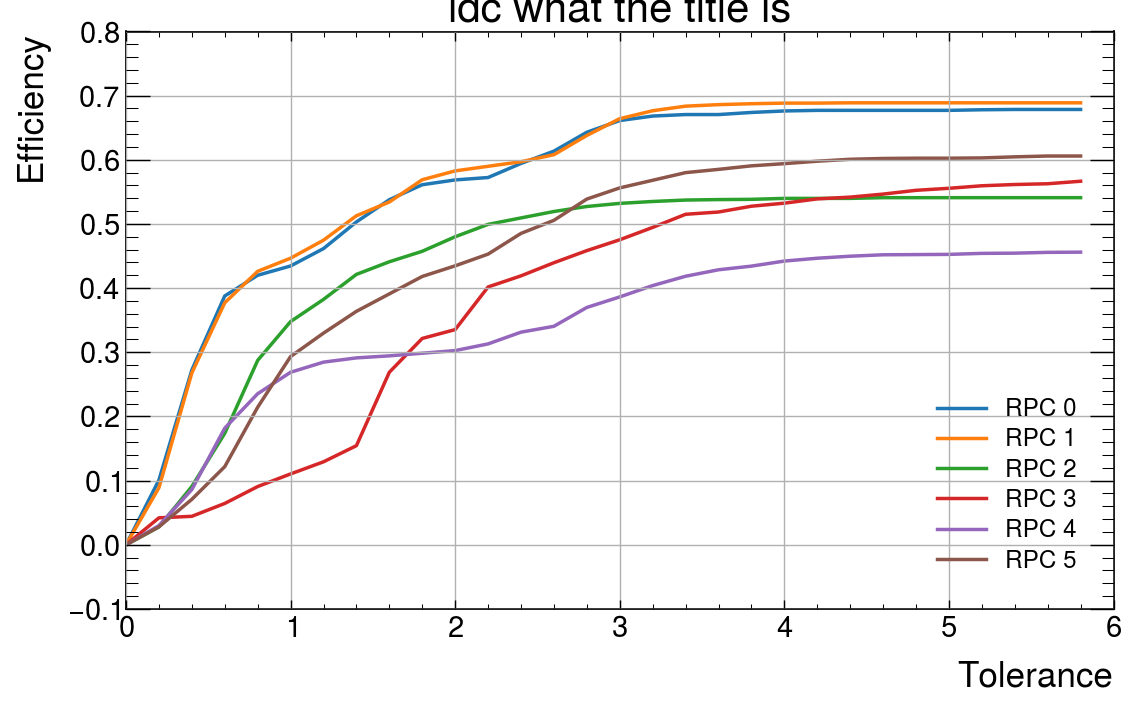 idc what the title is
Efficiency
0.8
0.7
0.6
0.5
0.4
0.3
0.2
0.1
0.0
−0.1
0 1 2 3 4 5 6
Tolerance
RPC 0
RPC 1
RPC 2
RPC 3
RPC 4
RPC 5